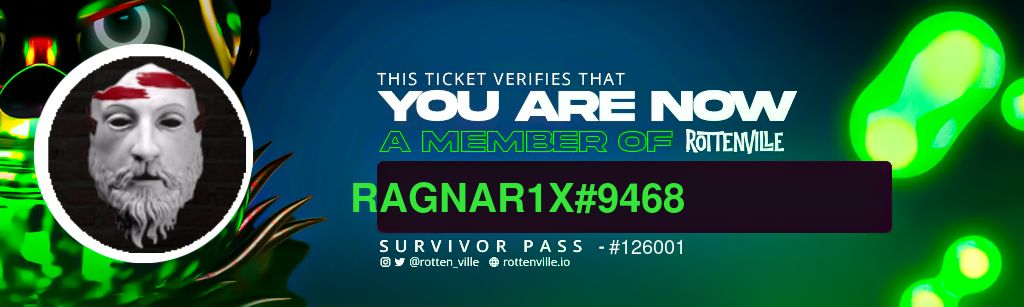 THIS TICKET VERIFIES THAT
YOU ARE NOW
A MEMBER OF ROTTENVILLE
RAGNAR1X#9468
SURVIVOR PASS - #126001
@rotten_ville rottenville.io